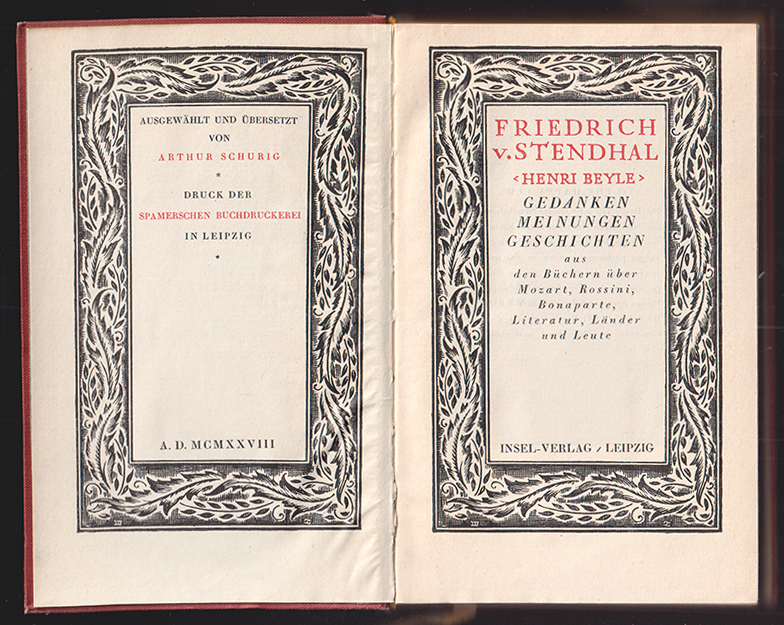 AUSGEWÄHLT UND ÜBERSETZT
VON
ARTHUR SCHURIG
*
DRUCK DER
SPAMERSCHEN BUCHDRUCKEREI
IN LEIPZIG
*
A. D. MCMXXVIII
FRIEDRICH
v. STENDHAL
<HENRI BEYLE>
GEDANKEN
MEINUNGEN
GESCHICHTEN
aus
den Büchern über
Mozart, Rossini,
Bonaparte,
Literatur, Länder
und Leute
INSEL-VERLAG / LEIPZIG